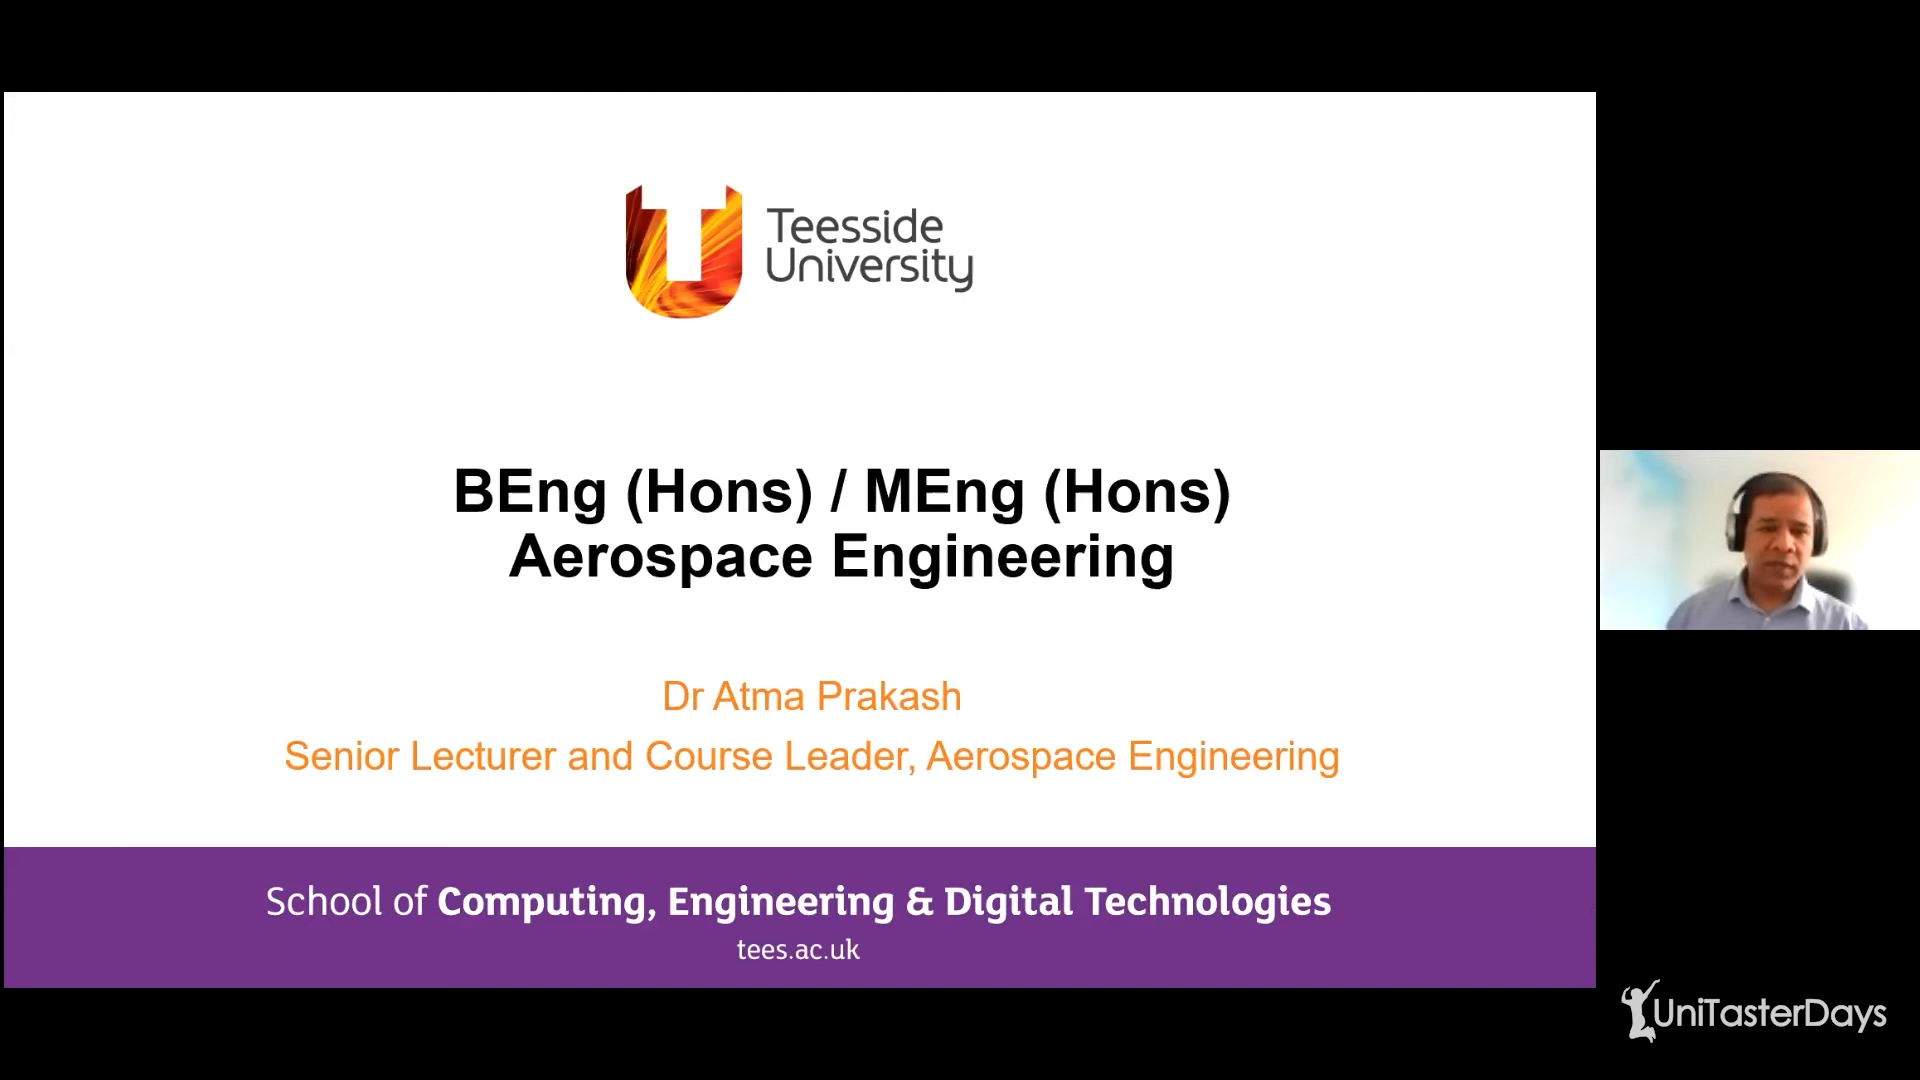 Teesside
University
BEng (Hons) / MEng (Hons)
Aerospace Engineering
Dr Atma Prakash
Senior Lecturer and Course Leader, Aerospace Engineering
School of Computing, Engineering & Digital Technologies
tees.ac.uk
UniTasterDays